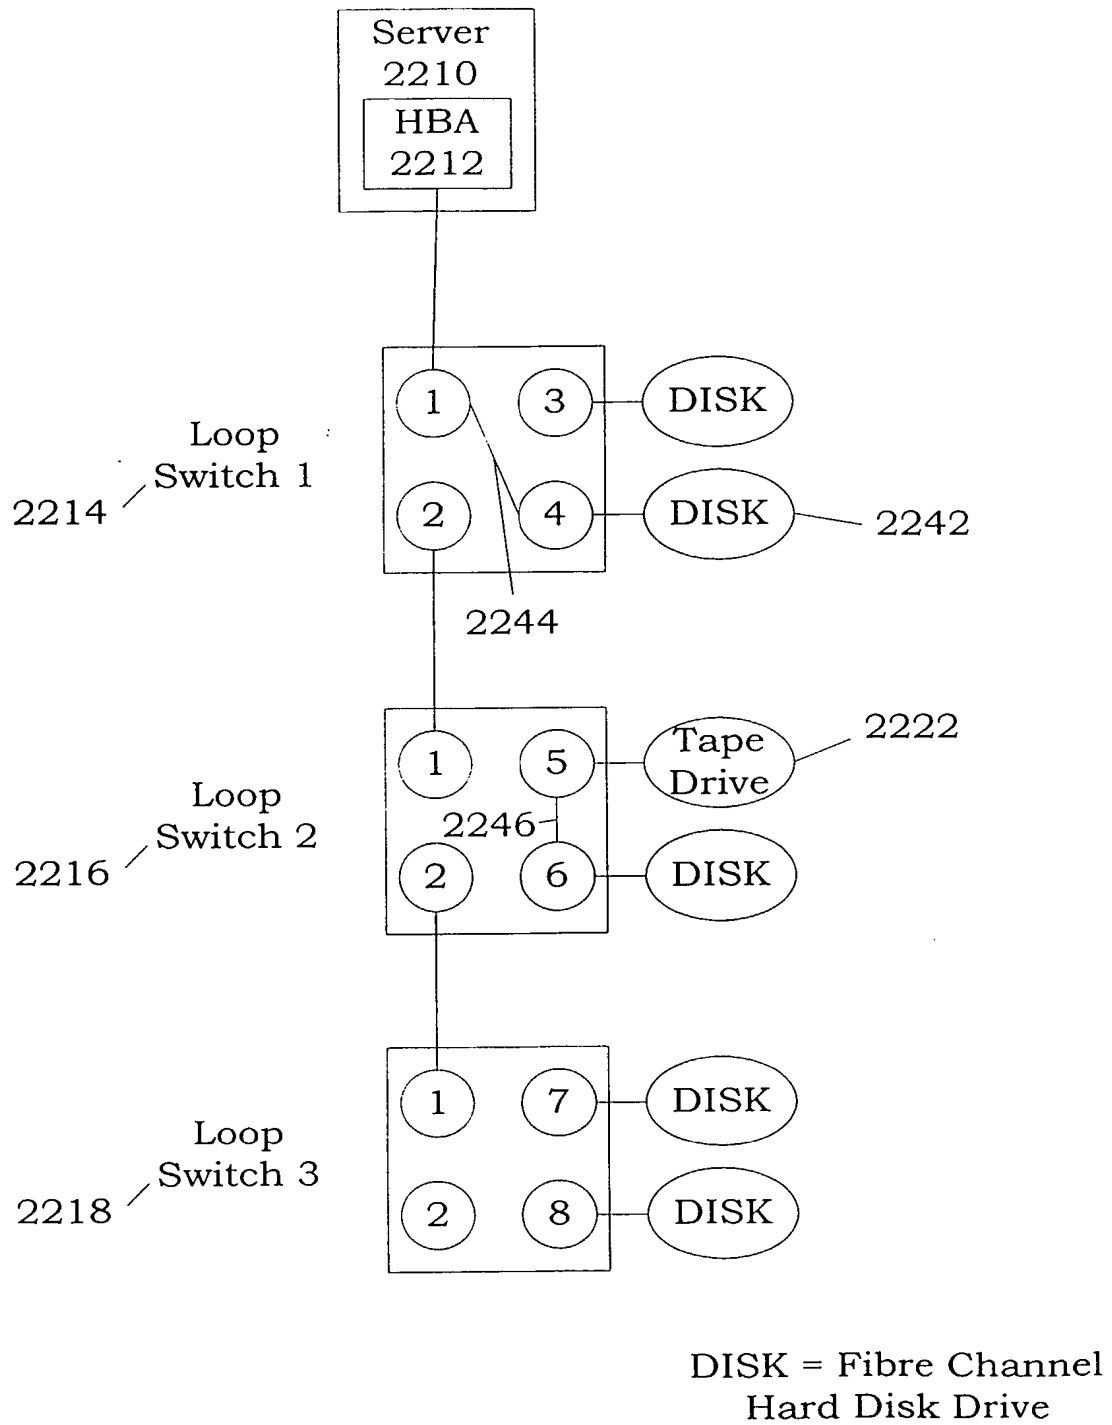 Server
2210
HBA
2212
1
3
DISK
Loop
Switch 1
2214
2
4
DISK
2242
2244
1
5
Tape
Drive
2222
Loop
Switch 2
2216
2246
2
6
DISK
1
7
DISK
Loop
Switch 3
2218
2
8
DISK
DISK = Fibre Channel
Hard Disk Drive